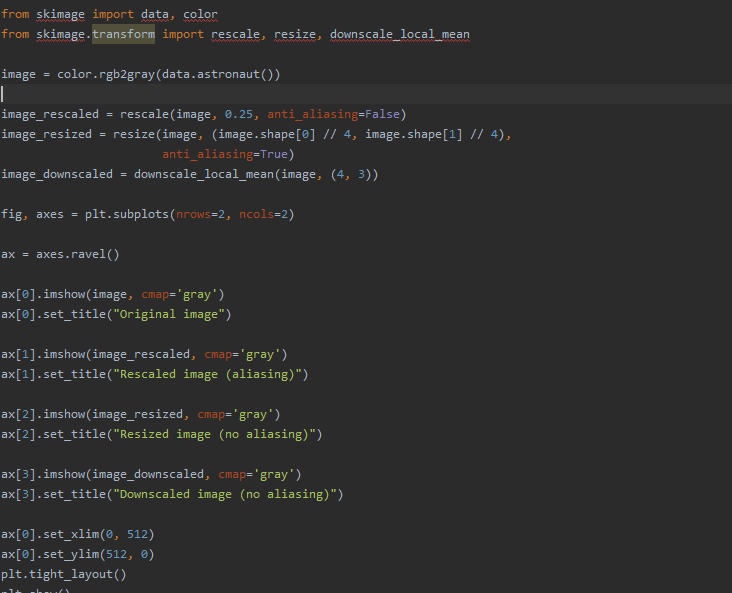 from skimage import data, color
from skimage.transform import rescale, resize, downscale_local_mean
image = color.rgb2gray(data.astronaut())
image_rescaled = rescale(image, 0.25, anti_aliasing=False)
image_resized = resize(image, (image.shape[0] // 4, image.shape[1] // 4),
                       anti_aliasing=True)
image_downscaled = downscale_local_mean(image, (4, 3))
fig, axes = plt.subplots(nrows=2, ncols=2)
ax = axes.ravel()
ax[0].imshow(image, cmap='gray')
ax[0].set_title("Original image")
ax[1].imshow(image_rescaled, cmap='gray')
ax[1].set_title("Rescaled image (aliasing)")
ax[2].imshow(image_resized, cmap='gray')
ax[2].set_title("Resized image (no aliasing)")
ax[3].imshow(image_downscaled, cmap='gray')
ax[3].set_title("Downscaled image (no aliasing)")
ax[0].set_xlim(0, 512)
ax[0].set_ylim(512, 0)
plt.tight_layout()